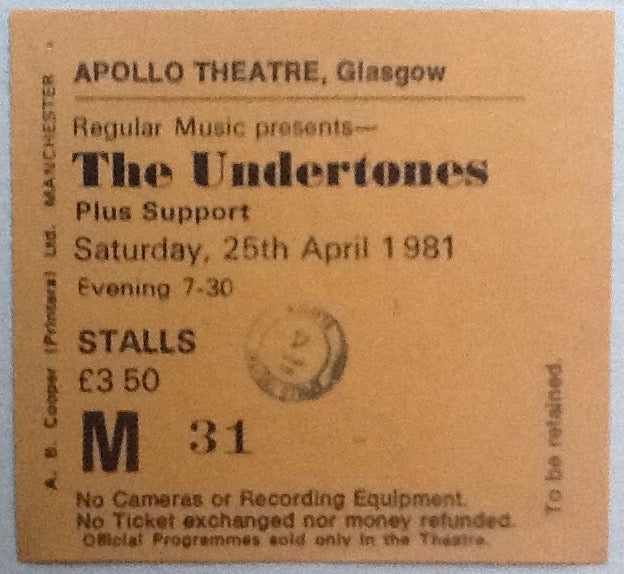 APOLLO THEATRE, Glasgow
Regular Music presents—
The Undertones
Plus Support
Saturday, 25th April 1981
Evening 7-30
STALLS
£3 50
M 31
No Cameras or Recording Equipment.
No Ticket exchanged nor money refunded.
Official Programmes sold only in the Theatre.
A. B. Cooper (Printers) Ltd. MANCHESTER
To be retained.